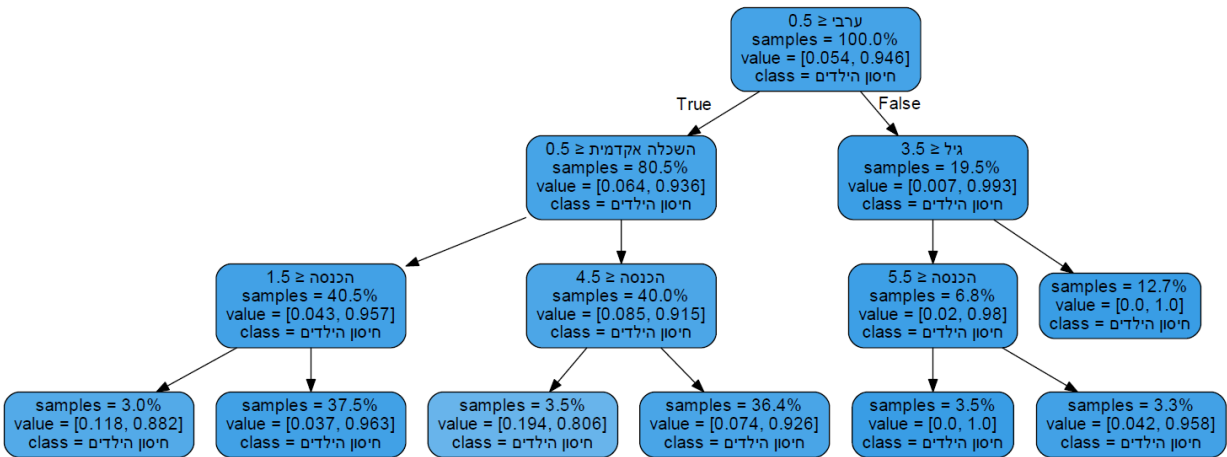 ערבי ≤ 0.5
samples = 100.0%
value = [0.054, 0.946]
class = חיסון הילדים
True
False
השכלה אקדמית ≤ 0.5
samples = 80.5%
value = [0.064, 0.936]
class = חיסון הילדים
גיל ≤ 3.5
samples = 19.5%
value = [0.007, 0.993]
class = חיסון הילדים
הכנסה ≤ 1.5
samples = 40.5%
value = [0.043, 0.957]
class = חיסון הילדים
הכנסה ≤ 4.5
samples = 40.0%
value = [0.085, 0.915]
class = חיסון הילדים
הכנסה ≤ 5.5
samples = 6.8%
value = [0.02, 0.98]
class = חיסון הילדים
samples = 12.7%
value = [0.0, 1.0]
class = חיסון הילדים
samples = 3.0%
value = [0.118, 0.882]
class = חיסון הילדים
samples = 37.5%
value = [0.037, 0.963]
class = חיסון הילדים
samples = 3.5%
value = [0.194, 0.806]
class = חיסון הילדים
samples = 36.4%
value = [0.074, 0.926]
class = חיסון הילדים
samples = 3.5%
value = [0.0, 1.0]
class = חיסון הילדים
samples = 3.3%
value = [0.042, 0.958]
class = חיסון הילדים